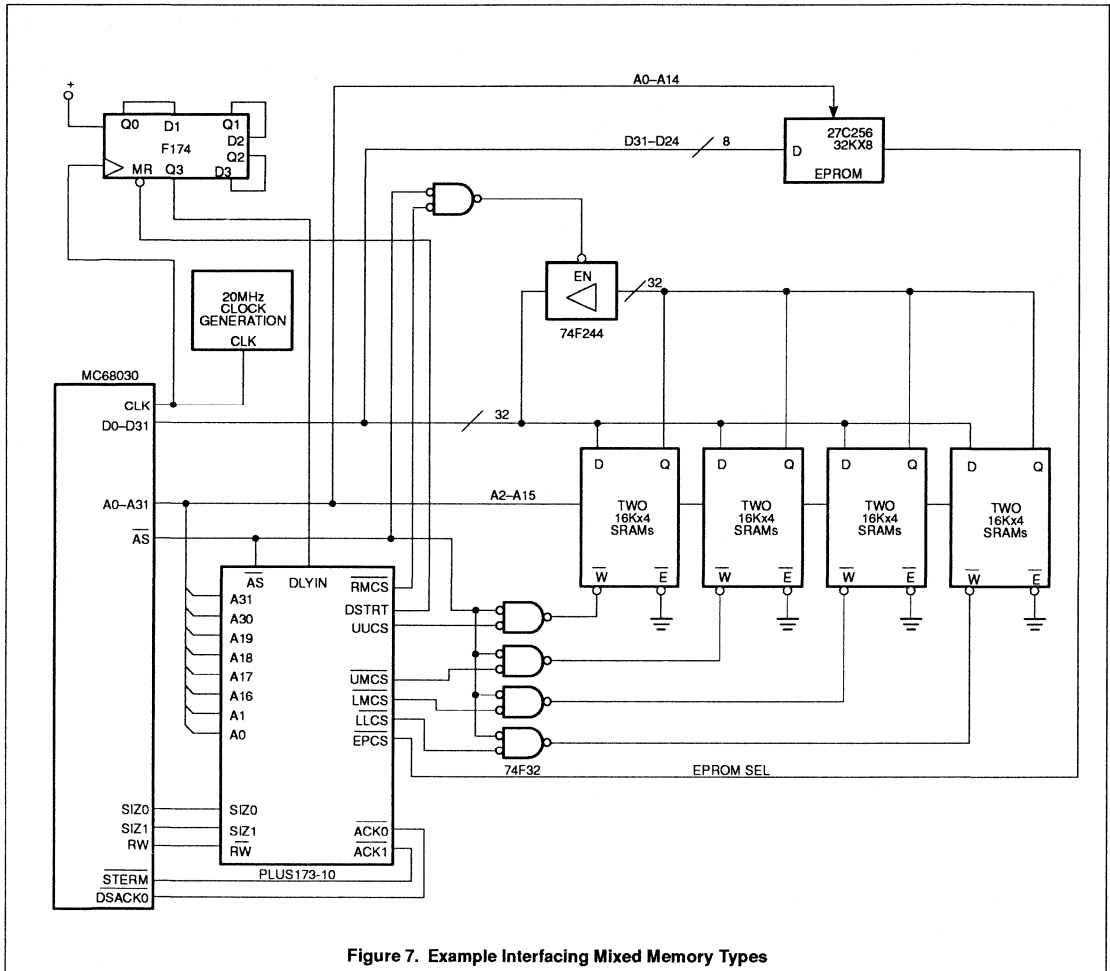 A0–A14
+
Q0 D1 Q1
D2
F174
Q2
MR Q3 D3
27C256
32KX8
D
EPROM
D31–D24 8
EN
32
74F244
20MHz
CLOCK
GENERATION
CLK
MC68030
CLK
D0–D31
32
A0–A31
A2–A15
AS
D Q
TWO
16Kx4
SRAMs
W E
D Q
TWO
16Kx4
SRAMs
W E
D Q
TWO
16Kx4
SRAMs
W E
D Q
TWO
16Kx4
SRAMs
W E
AS DLYIN
RMCS
A31
DSTRT
A30
UUCS
A19
A18
A17
UMCS
A16
LMCS
A1
LLCS
A0
EPCS
74F32
EPROM SEL
SIZ0 SIZ0
SIZ1 SIZ1
RW RW
ACK0
ACK1
PLUS173-10
STERM
DSACK0
Figure 7. Example Interfacing Mixed Memory Types